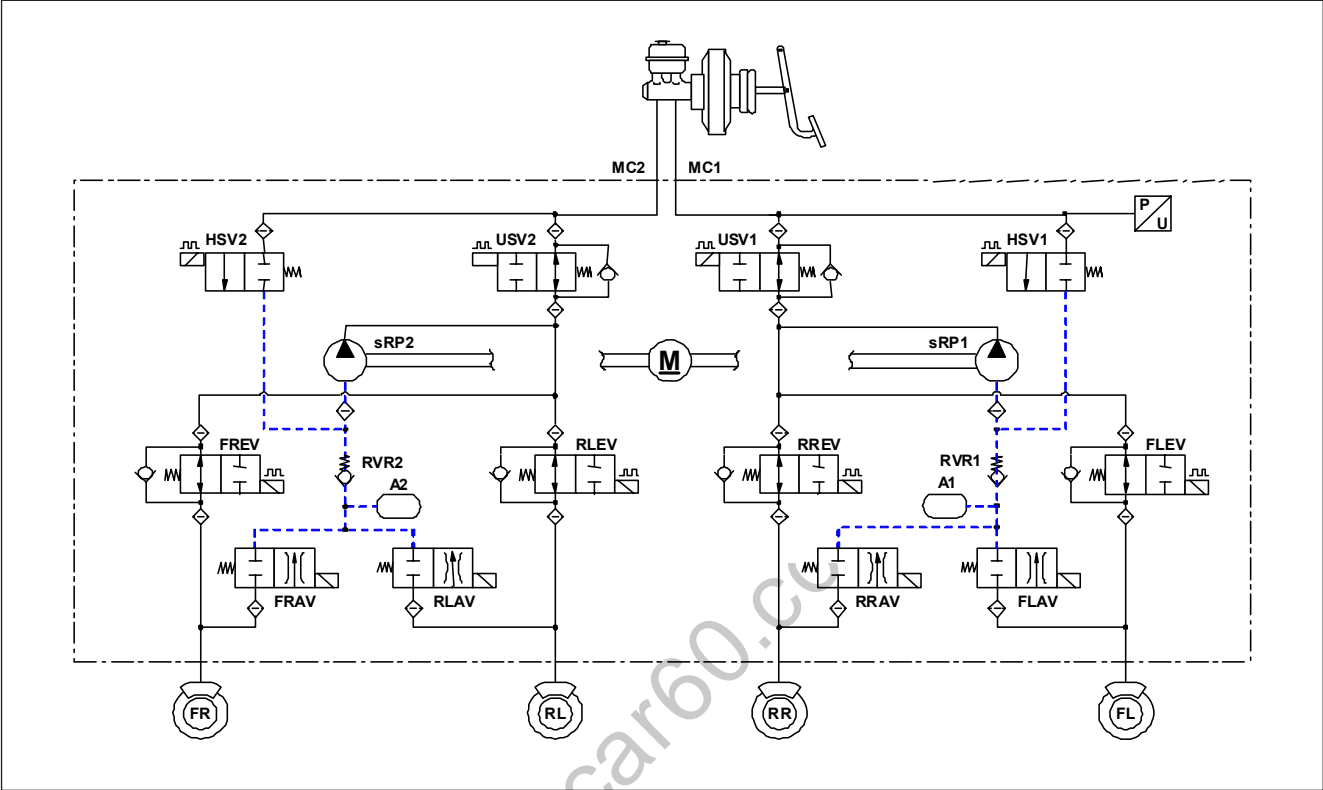 MC2 MC1
P
U
HSV2 USV2 USV1 HSV1
sRP2 M sRP1
FREV RLEV RREV FLEV
RVR2 RVR1
A2 A1
FRAV RLAV RRAV FLAV
FR RL RR FL